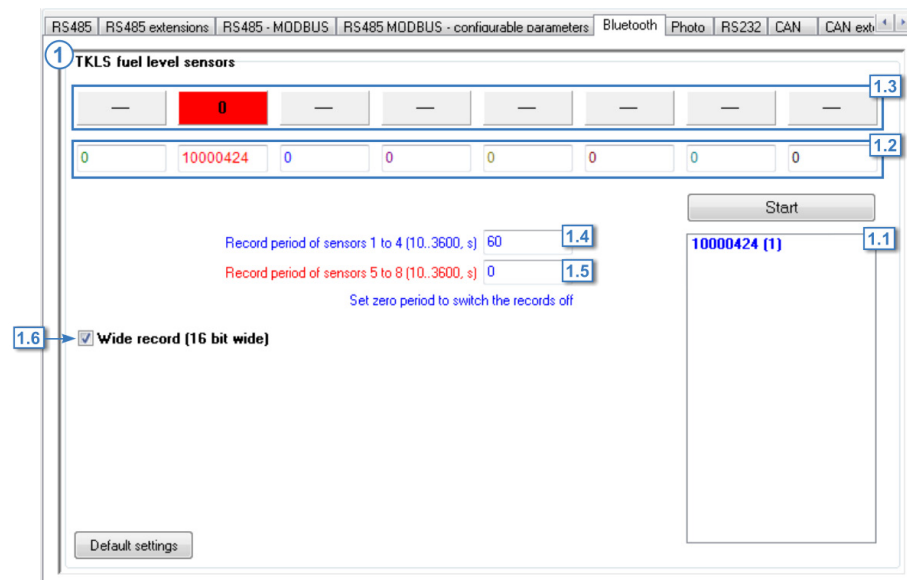 RS485 RS485 extensions RS485 - MODBUS RS485 MODBUS - configurable parameters Bluetooth Photo RS232 CAN CAN ext
1 TKLS fuel level sensors
1.3
— 0 — — — — — —
1.2
0 10000424 0 0 0 0 0 0
Start
Record period of sensors 1 to 4 (10..3600, s) 60 1.4
10000424 (1) 1.1
Record period of sensors 5 to 8 (10..3600, s) 0 1.5
Set zero period to switch the records off
1.6 Wide record (16 bit wide)
Default settings